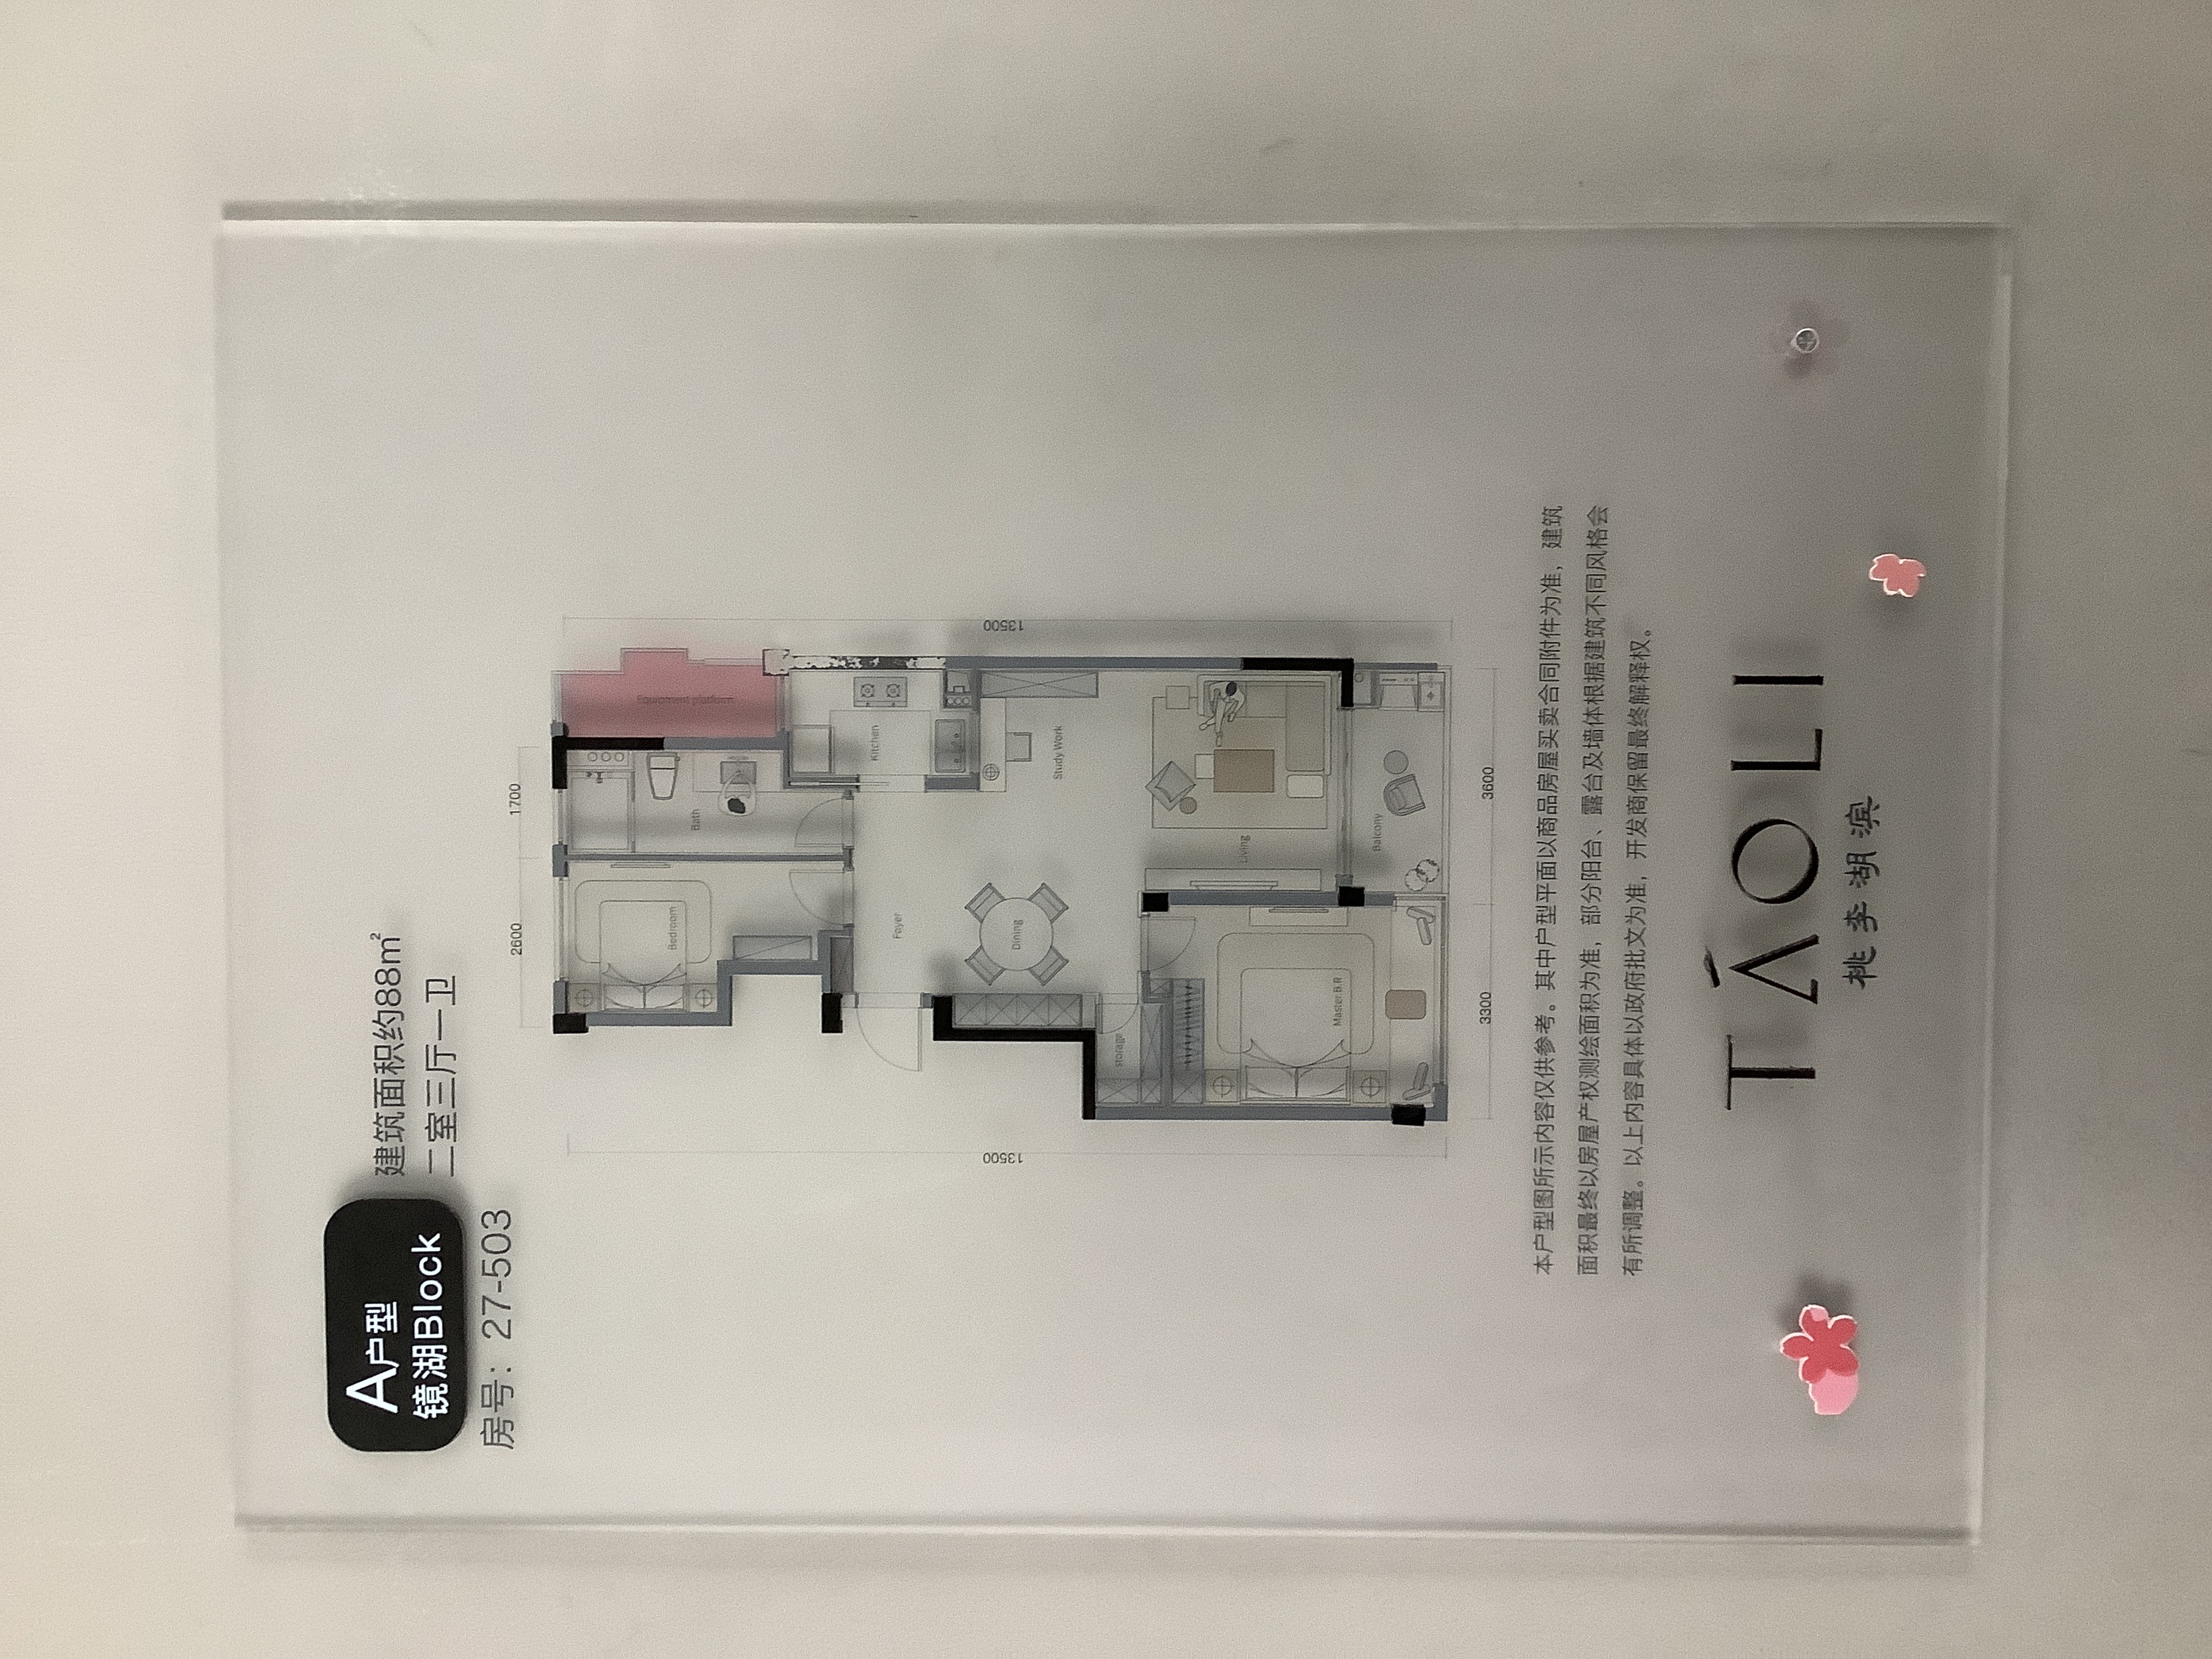 A户型
镜湖Block
建筑面积约88㎡
二室三厅一卫
房号：27-503
2600
1700
Bedroom
Bath
Equipment platform
Kitchen
Foyer
13500
13500
Dining
Study Work
storage
Living
Master.B.R
Balcony
3300
3600
本户型图所示内容仅供参考。其中户型平面以商品房屋买卖合同附件为准，建筑
面积最终以房屋产权测绘面积为准，部分阳台、露台及墙体根据建筑不同风格会
有所调整。以上内容具体以政府批文为准，开发商保留最终解释权。
TÁOLI
桃李湖滨